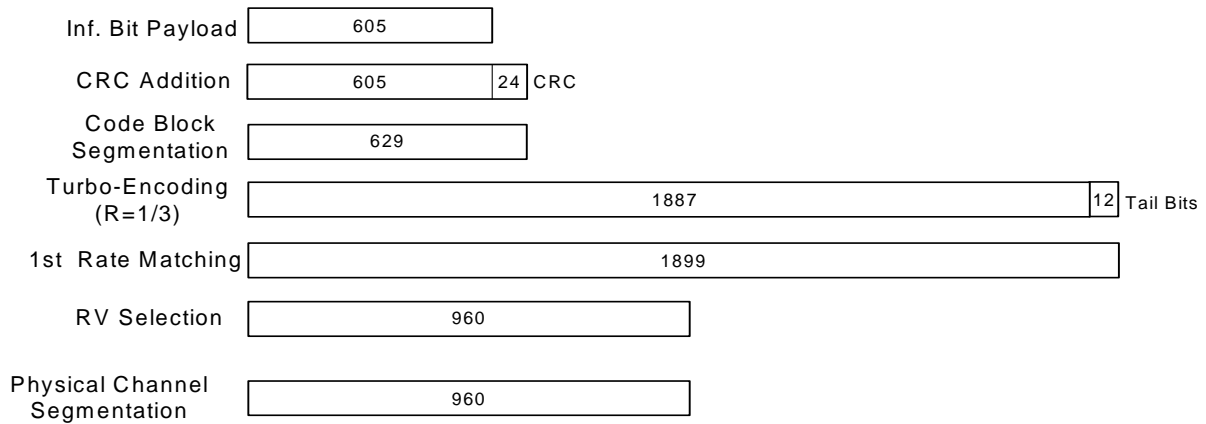 Inf. Bit Payload 605
CRC Addition 605 24 CRC
Code Block
Segmentation 629
Turbo-Encoding
(R=1/3) 1887 12 Tail Bits
1st Rate Matching 1899
RV Selection 960
Physical Channel
Segmentation 960